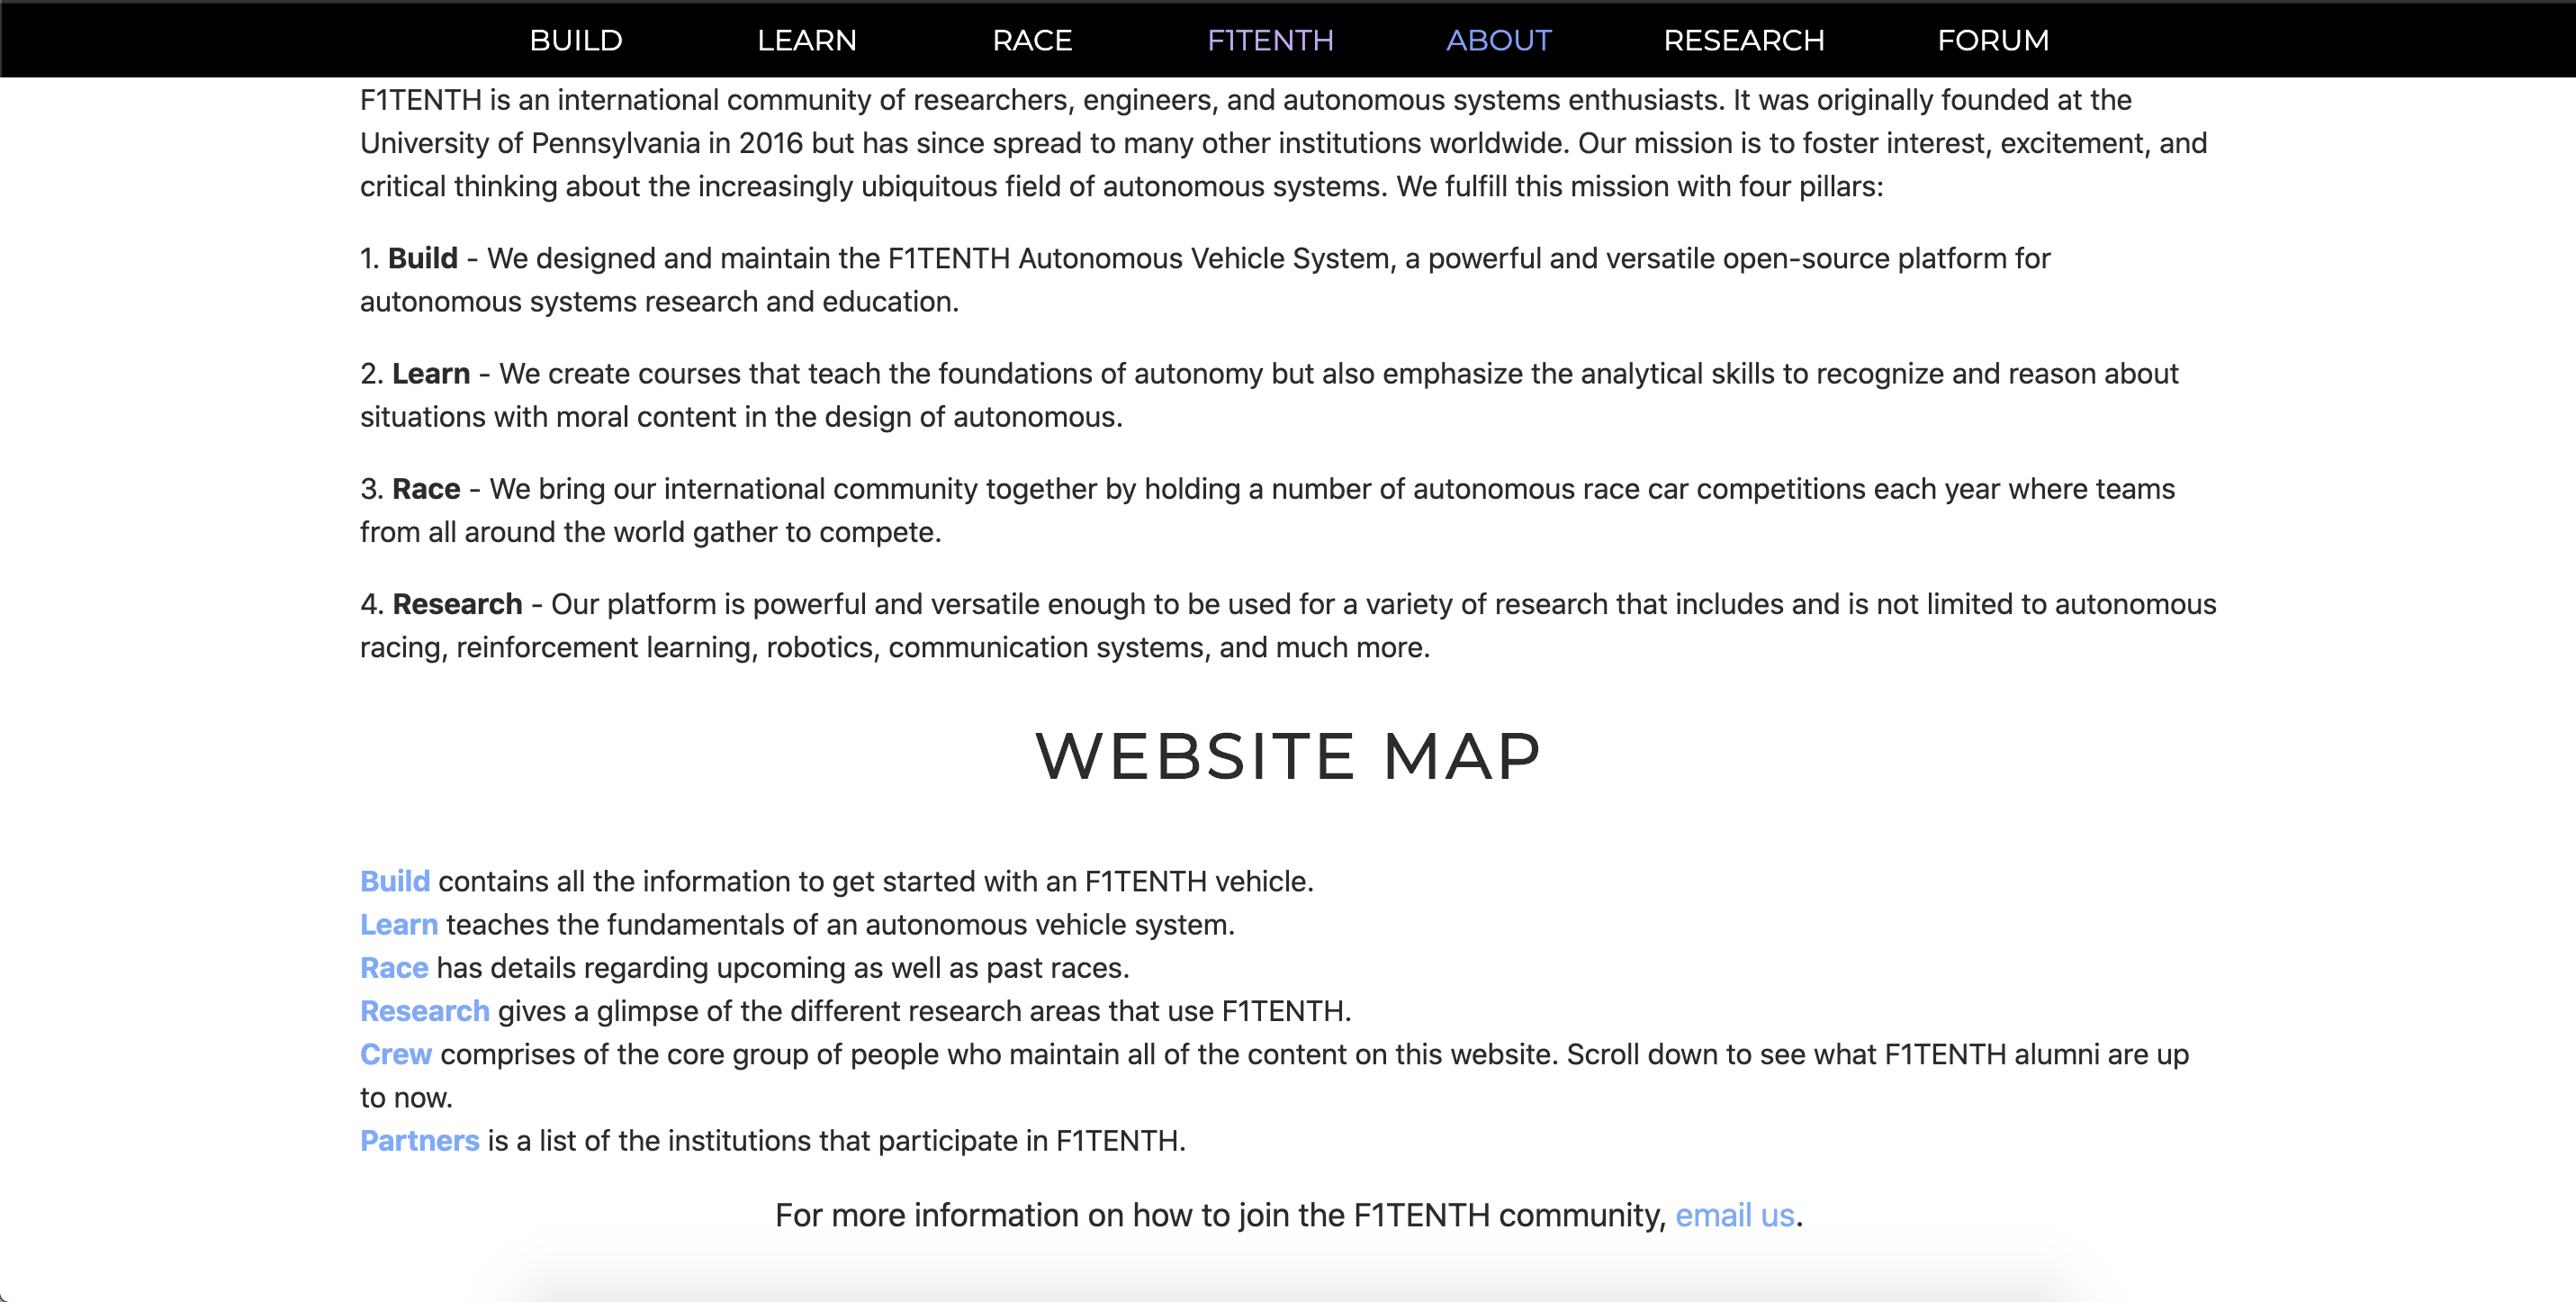 BUILD LEARN RACE F1TENTH ABOUT RESEARCH FORUM
F1TENTH is an international community of researchers, engineers, and autonomous systems enthusiasts. It was originally founded at the
University of Pennsylvania in 2016 but has since spread to many other institutions worldwide. Our mission is to foster interest, excitement, and
critical thinking about the increasingly ubiquitous field of autonomous systems. We fulfill this mission with four pillars:
1. Build - We designed and maintain the F1TENTH Autonomous Vehicle System, a powerful and versatile open-source platform for
autonomous systems research and education.
2. Learn - We create courses that teach the foundations of autonomy but also emphasize the analytical skills to recognize and reason about
situations with moral content in the design of autonomous.
3. Race - We bring our international community together by holding a number of autonomous race car competitions each year where teams
from all around the world gather to compete.
4. Research - Our platform is powerful and versatile enough to be used for a variety of research that includes and is not limited to autonomous
racing, reinforcement learning, robotics, communication systems, and much more.
WEBSITE MAP
Build contains all the information to get started with an F1TENTH vehicle.
Learn teaches the fundamentals of an autonomous vehicle system.
Race has details regarding upcoming as well as past races.
Research gives a glimpse of the different research areas that use F1TENTH.
Crew comprises of the core group of people who maintain all of the content on this website. Scroll down to see what F1TENTH alumni are up
to now.
Partners is a list of the institutions that participate in F1TENTH.
For more information on how to join the F1TENTH community, email us.